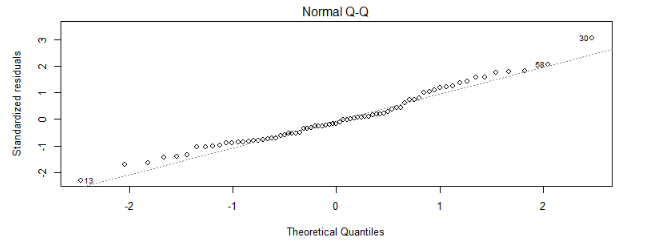 Normal Q-Q
Standardized residuals
3
2
1
0
-1
-2
30
58
13
-2 -1 0 1 2
Theoretical Quantiles